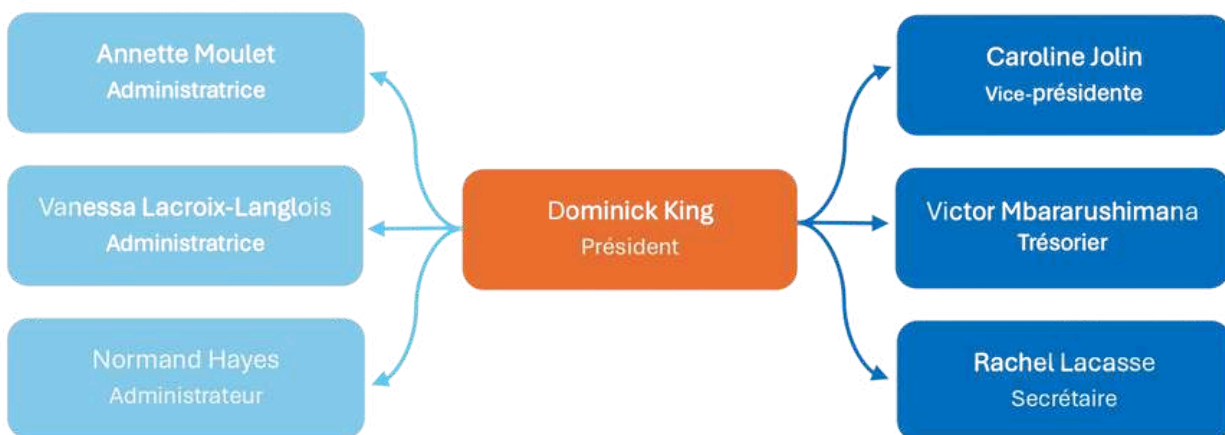 Annette Moulet
Administratrice
Vanessa Lacroix-Langlois
Administratrice
Normand Hayes
Administrateur
Dominick King
Président
Caroline Jolin
Vice-présidente
Victor Mbararushimana
Trésorier
Rachel Lacasse
Secrétaire